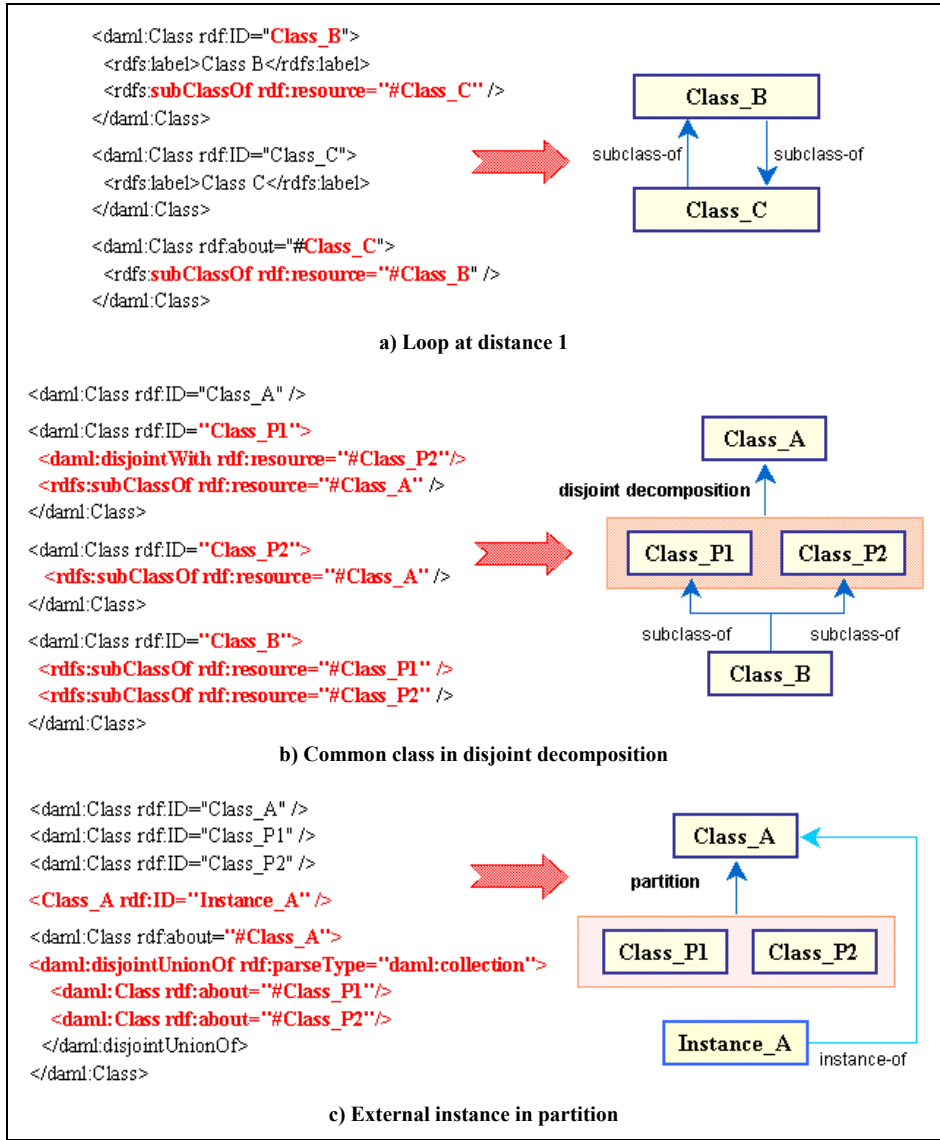 <daml:Class rdf:ID="Class_B">
<rdfs:label>Class B</rdfs:label>
<rdfs:subClassOf rdf:resource="#Class_C" />
</daml:Class>
<daml:Class rdf:ID="Class_C">
<rdfs:label>Class C</rdfs:label>
</daml:Class>
<daml:Class rdf:about="#Class_C">
<rdfs:subClassOf rdf:resource="#Class_B" />
</daml:Class>
Class_B
subclass-of
subclass-of
Class_C
a) Loop at distance 1
<daml:Class rdf:ID="Class_A" />
<daml:Class rdf:ID="Class_P1">
<daml:disjointWith rdf:resource="#Class_P2"/>
<rdfs:subClassOf rdf:resource="#Class_A" />
</daml:Class>
<daml:Class rdf:ID="Class_P2">
<rdfs:subClassOf rdf:resource="#Class_A" />
</daml:Class>
<daml:Class rdf:ID="Class_B">
<rdfs:subClassOf rdf:resource="#Class_P1" />
<rdfs:subClassOf rdf:resource="#Class_P2" />
</daml:Class>
Class_A
disjoint decomposition
Class_P1
Class_P2
subclass-of
subclass-of
Class_B
b) Common class in disjoint decomposition
<daml:Class rdf:ID="Class_A" />
<daml:Class rdf:ID="Class_P1" />
<daml:Class rdf:ID="Class_P2" />
<Class_A rdf:ID="Instance_A" />
<daml:Class rdf:about="#Class_A">
<daml:disjointUnionOf rdf:parseType="daml:collection">
<daml:Class rdf:about="#Class_P1"/>
<daml:Class rdf:about="#Class_P2"/>
</daml:disjointUnionOf>
</daml:Class>
Class_A
partition
Class_P1
Class_P2
Instance_A
instance-of
c) External instance in partition